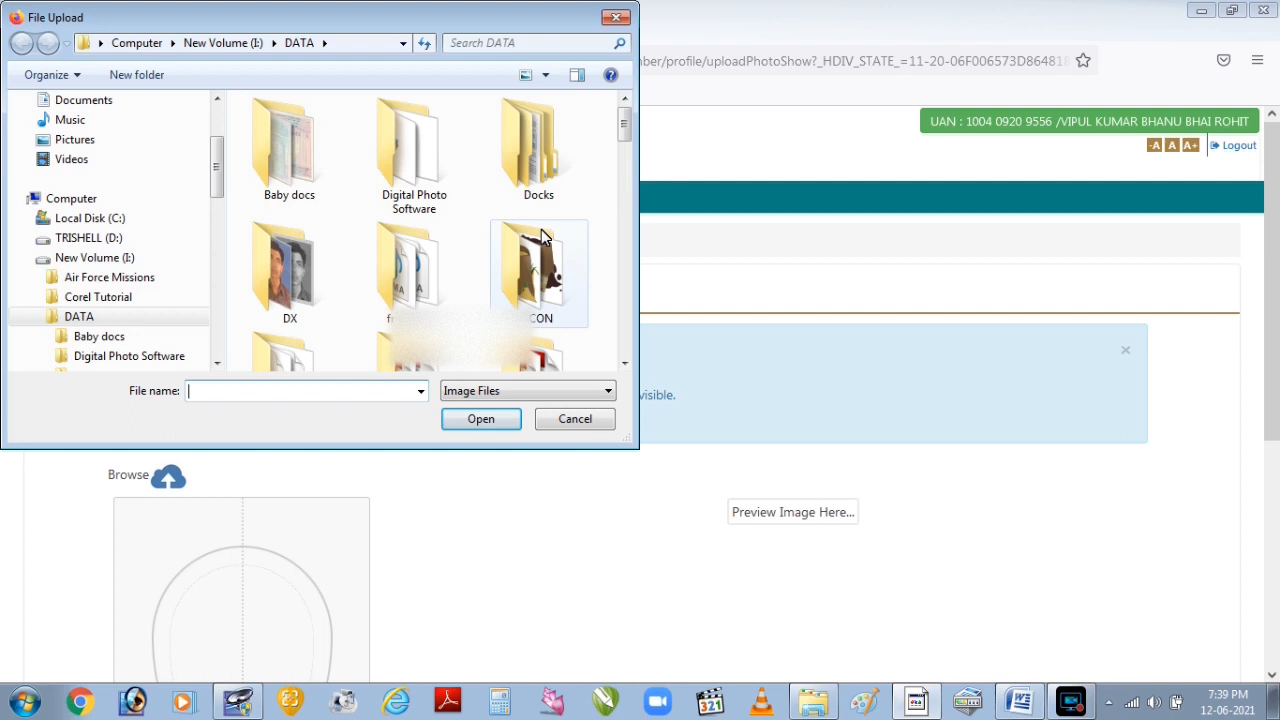 File Upload
Computer New Volume (I:) DATA
Search DATA
Organize
New folder
Documents
Music
Pictures
Videos
Computer
Local Disk (C:)
TRISHELL (D:)
New Volume (I:)
Air Force Missions
Corel Tutorial
DATA
Baby docs
Digital Photo Software
Baby docs
Digital Photo
Software
Docks
DX
CON
File name:
Image Files
Open
Cancel
mber/profile/uploadPhotoShow?_HDIV_STATE_=11-20-06F006573D864818
UAN : 1004 0920 9556 /VIPUL KUMAR BHANU BHAI ROHIT
-A A A+ Logout
visible.
×
Browse
Preview Image Here...
321
7:39 PM
12-06-2021